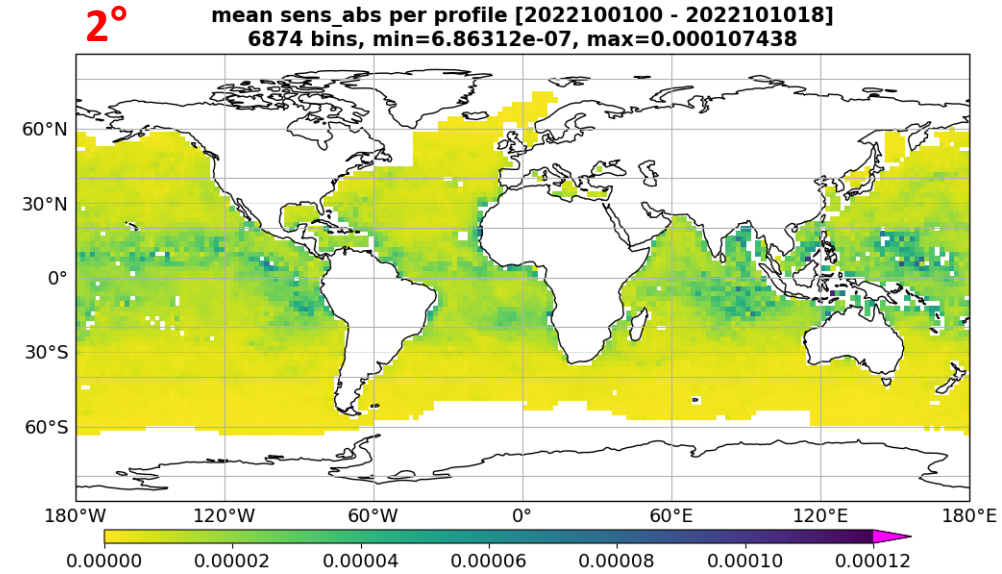 2°
mean sens_abs per profile [2022100100 - 2022101018]
6874 bins, min=6.86312e-07, max=0.000107438
60°N
30°N
0°
30°S
60°S
180°W 120°W 60°W 0° 60°E 120°E 180°E
0.00000 0.00002 0.00004 0.00006 0.00008 0.00010 0.00012